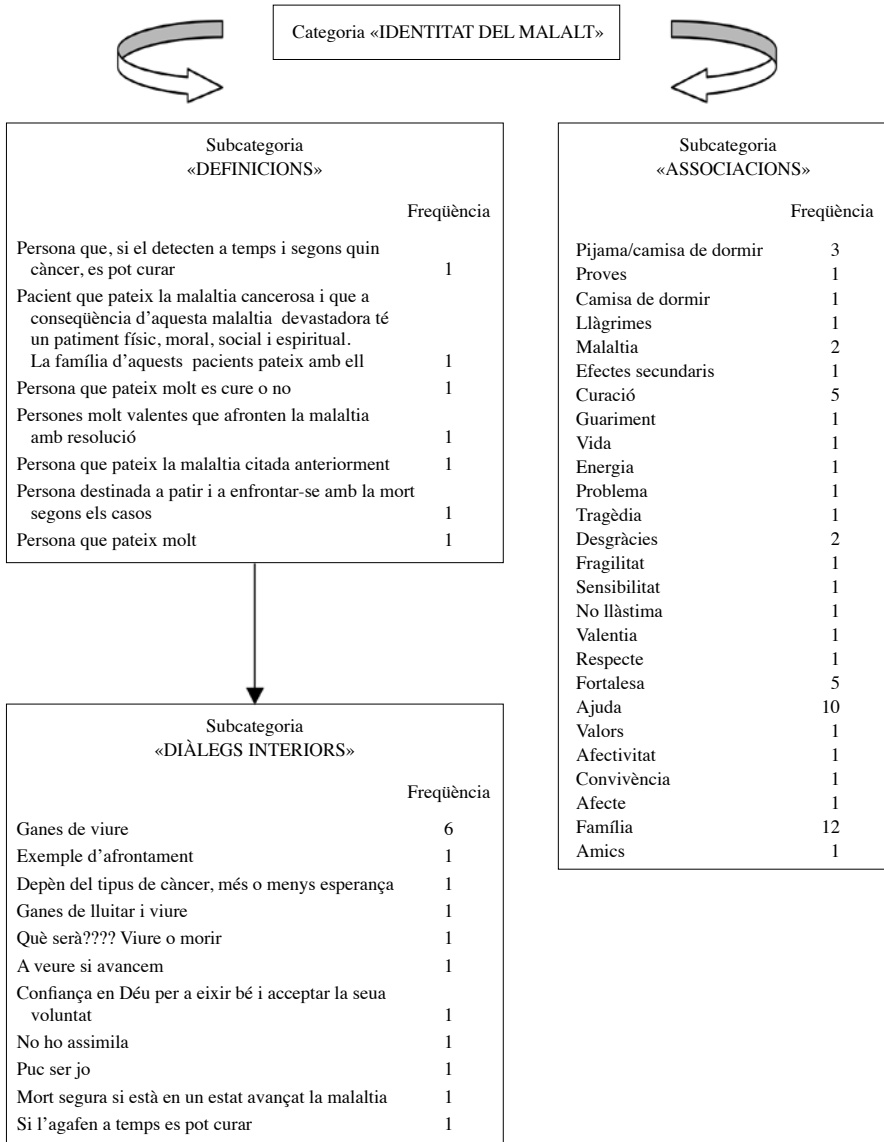 Categoria «IDENTITAT DEL MALALT»
Subcategoria
«DEFINICIONS»
Freqüència
Persona que, si el detecten a temps i segons quin
càncer, es pot curar 1
Pacient que pateix la malaltia cancerosa i que a
conseqüència d'aquesta malaltia devastadora té
un patiment físic, moral, social i espiritual.
La família d'aquests pacients pateix amb ell 1
Persona que pateix molt es cure o no 1
Persones molt valentes que afronten la malaltia
amb resolució 1
Persona que pateix la malaltia citada anteriorment 1
Persona destinada a patir i a enfrontar-se amb la mort
segons els casos 1
Persona que pateix molt 1
Subcategoria
«DIÀLEGS INTERIORS»
Freqüència
Ganes de viure 6
Exemple d'afrontament 1
Depèn del tipus de càncer, més o menys esperança 1
Ganes de lluitar i viure 1
Què serà???? Viure o morir 1
A veure si avancem 1
Confiança en Déu per a eixir bé i acceptar la seua
voluntat 1
No ho assimila 1
Puc ser jo 1
Mort segura si està en un estat avançat la malaltia 1
Si l'agafen a temps es pot curar 1
Subcategoria
«ASSOCIACIONS»
Freqüència
Pijama/camisa de dormir 3
Proves 1
Camisa de dormir 1
Llàgrimes 1
Malaltia 2
Efectes secundaris 1
Curació 5
Guariment 1
Vida 1
Energia 1
Problema 1
Tragèdia 1
Desgràcies 2
Fragilitat 1
Sensibilitat 1
No llàstima 1
Valentia 1
Respecte 1
Fortalesa 5
Ajuda 10
Valors 1
Afectivitat 1
Convivència 1
Afecte 1
Família 12
Amics 1